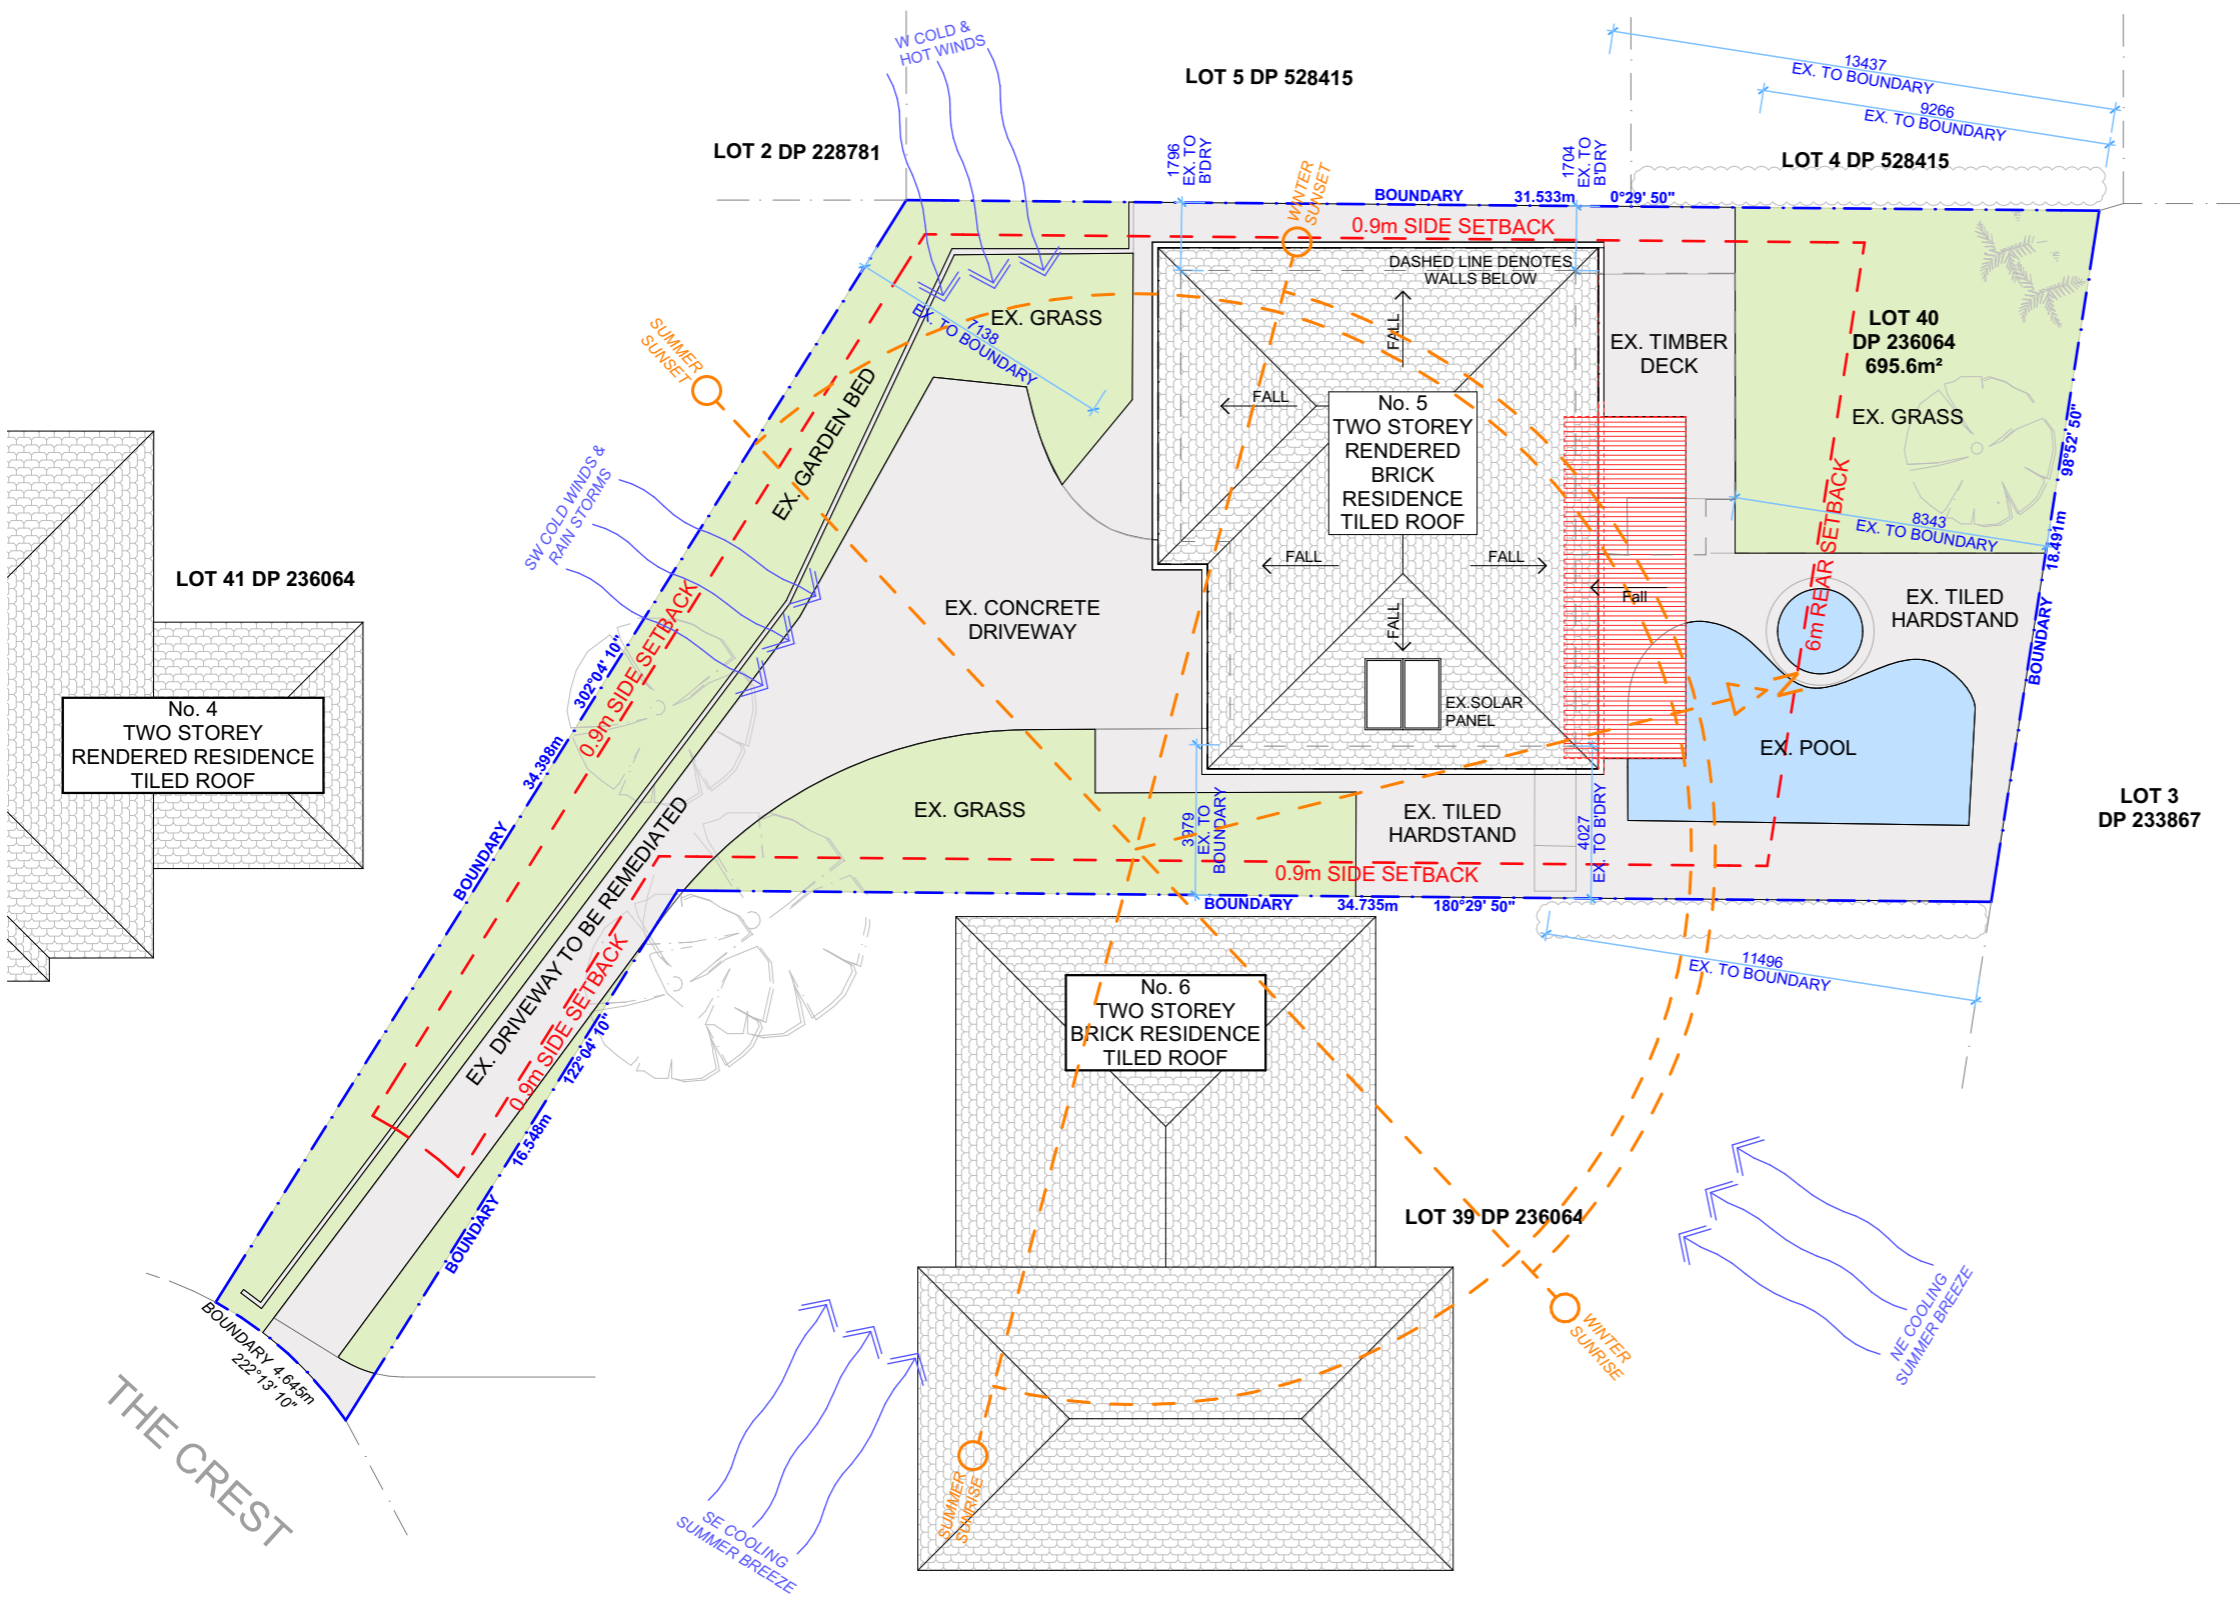 W COLD &
HOT WINDS
LOT 5 DP 528415
13437
EX. TO BOUNDARY
9266
EX. TO BOUNDARY
LOT 2 DP 228781
1796
EX. TO
B'DRY
1704
EX. TO
B'DRY
LOT 4 DP 528415
WINTER
SUNSET
BOUNDARY
31.533m
0°29' 50"
0.9m SIDE SETBACK
DASHED LINE DENOTES
WALLS BELOW
SUMMER
SUNSET
7138
EX. TO BOUNDARY
EX. GRASS
FALL
EX. TIMBER
DECK
LOT 40
DP 236064
695.6m²
EX. GRASS
FALL
No. 5
TWO STOREY
RENDERED
BRICK
RESIDENCE
TILED ROOF
98°52' 50"
18.491m
BOUNDARY
EX. GARDEN BED
SW COLD WINDS &
RAIN STORMS
8343
EX. TO BOUNDARY
6m REAR SETBACK
FALL
FALL
Fall
LOT 41 DP 236064
EX. CONCRETE
DRIVEWAY
EX. TILED
HARDSTAND
FALL
302°04' 10"
34.398m
BOUNDARY
0.9m SIDE SETBACK
No. 4
TWO STOREY
RENDERED RESIDENCE
TILED ROOF
EX.SOLAR
PANEL
EX. POOL
LOT 3
DP 233867
EX. GRASS
3979
EX. TO
BOUNDARY
EX. TILED
HARDSTAND
4027
EX. TO B'DRY
0.9m SIDE SETBACK
BOUNDARY
34.735m
180°29' 50"
EX. DRIVEWAY TO BE REMEDIATED
0.9m SIDE SETBACK
122°04' 10"
16.548m
BOUNDARY
11496
EX. TO BOUNDARY
No. 6
TWO STOREY
BRICK RESIDENCE
TILED ROOF
LOT 39 DP 236064
NE COOLING
SUMMER BREEZE
WINTER
SUNRISE
BOUNDARY 4.645m
222°13' 10"
THE CREST
SUMMER
SUNRISE
SE COOLING
SUMMER BREEZE